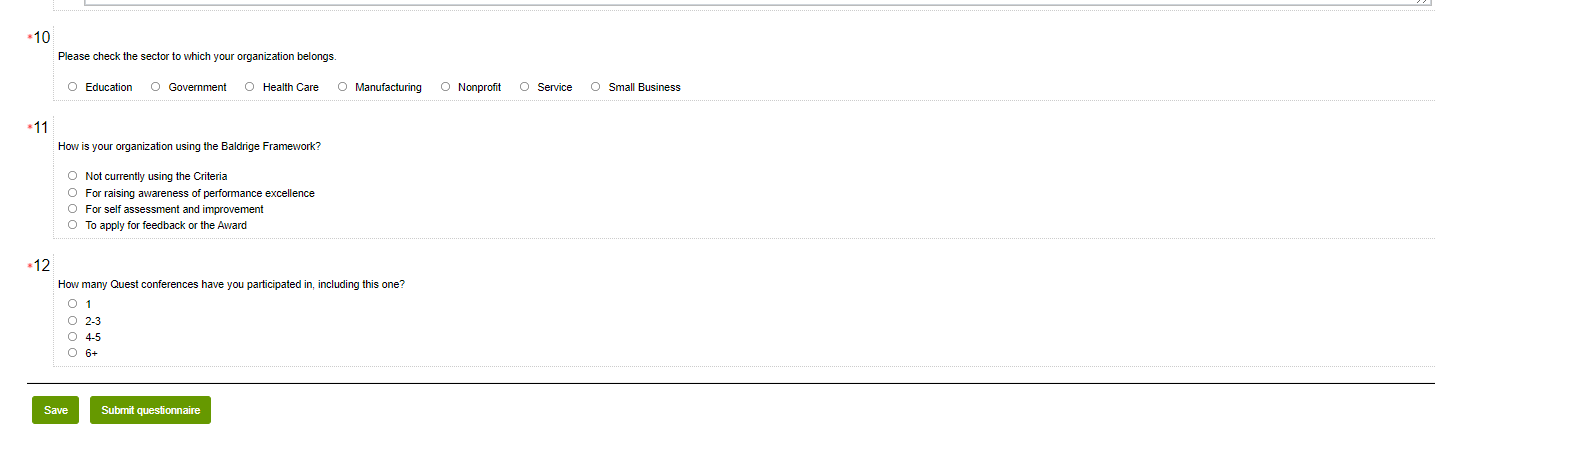 *10
Please check the sector to which your organization belongs.
Education Government Health Care Manufacturing Nonprofit Service Small Business
*11
How is your organization using the Baldrige Framework?
Not currently using the Criteria
For raising awareness of performance excellence
For self assessment and improvement
To apply for feedback or the Award
*12
How many Quest conferences have you participated in, including this one?
1
2-3
4-5
6+
Save Submit questionnaire